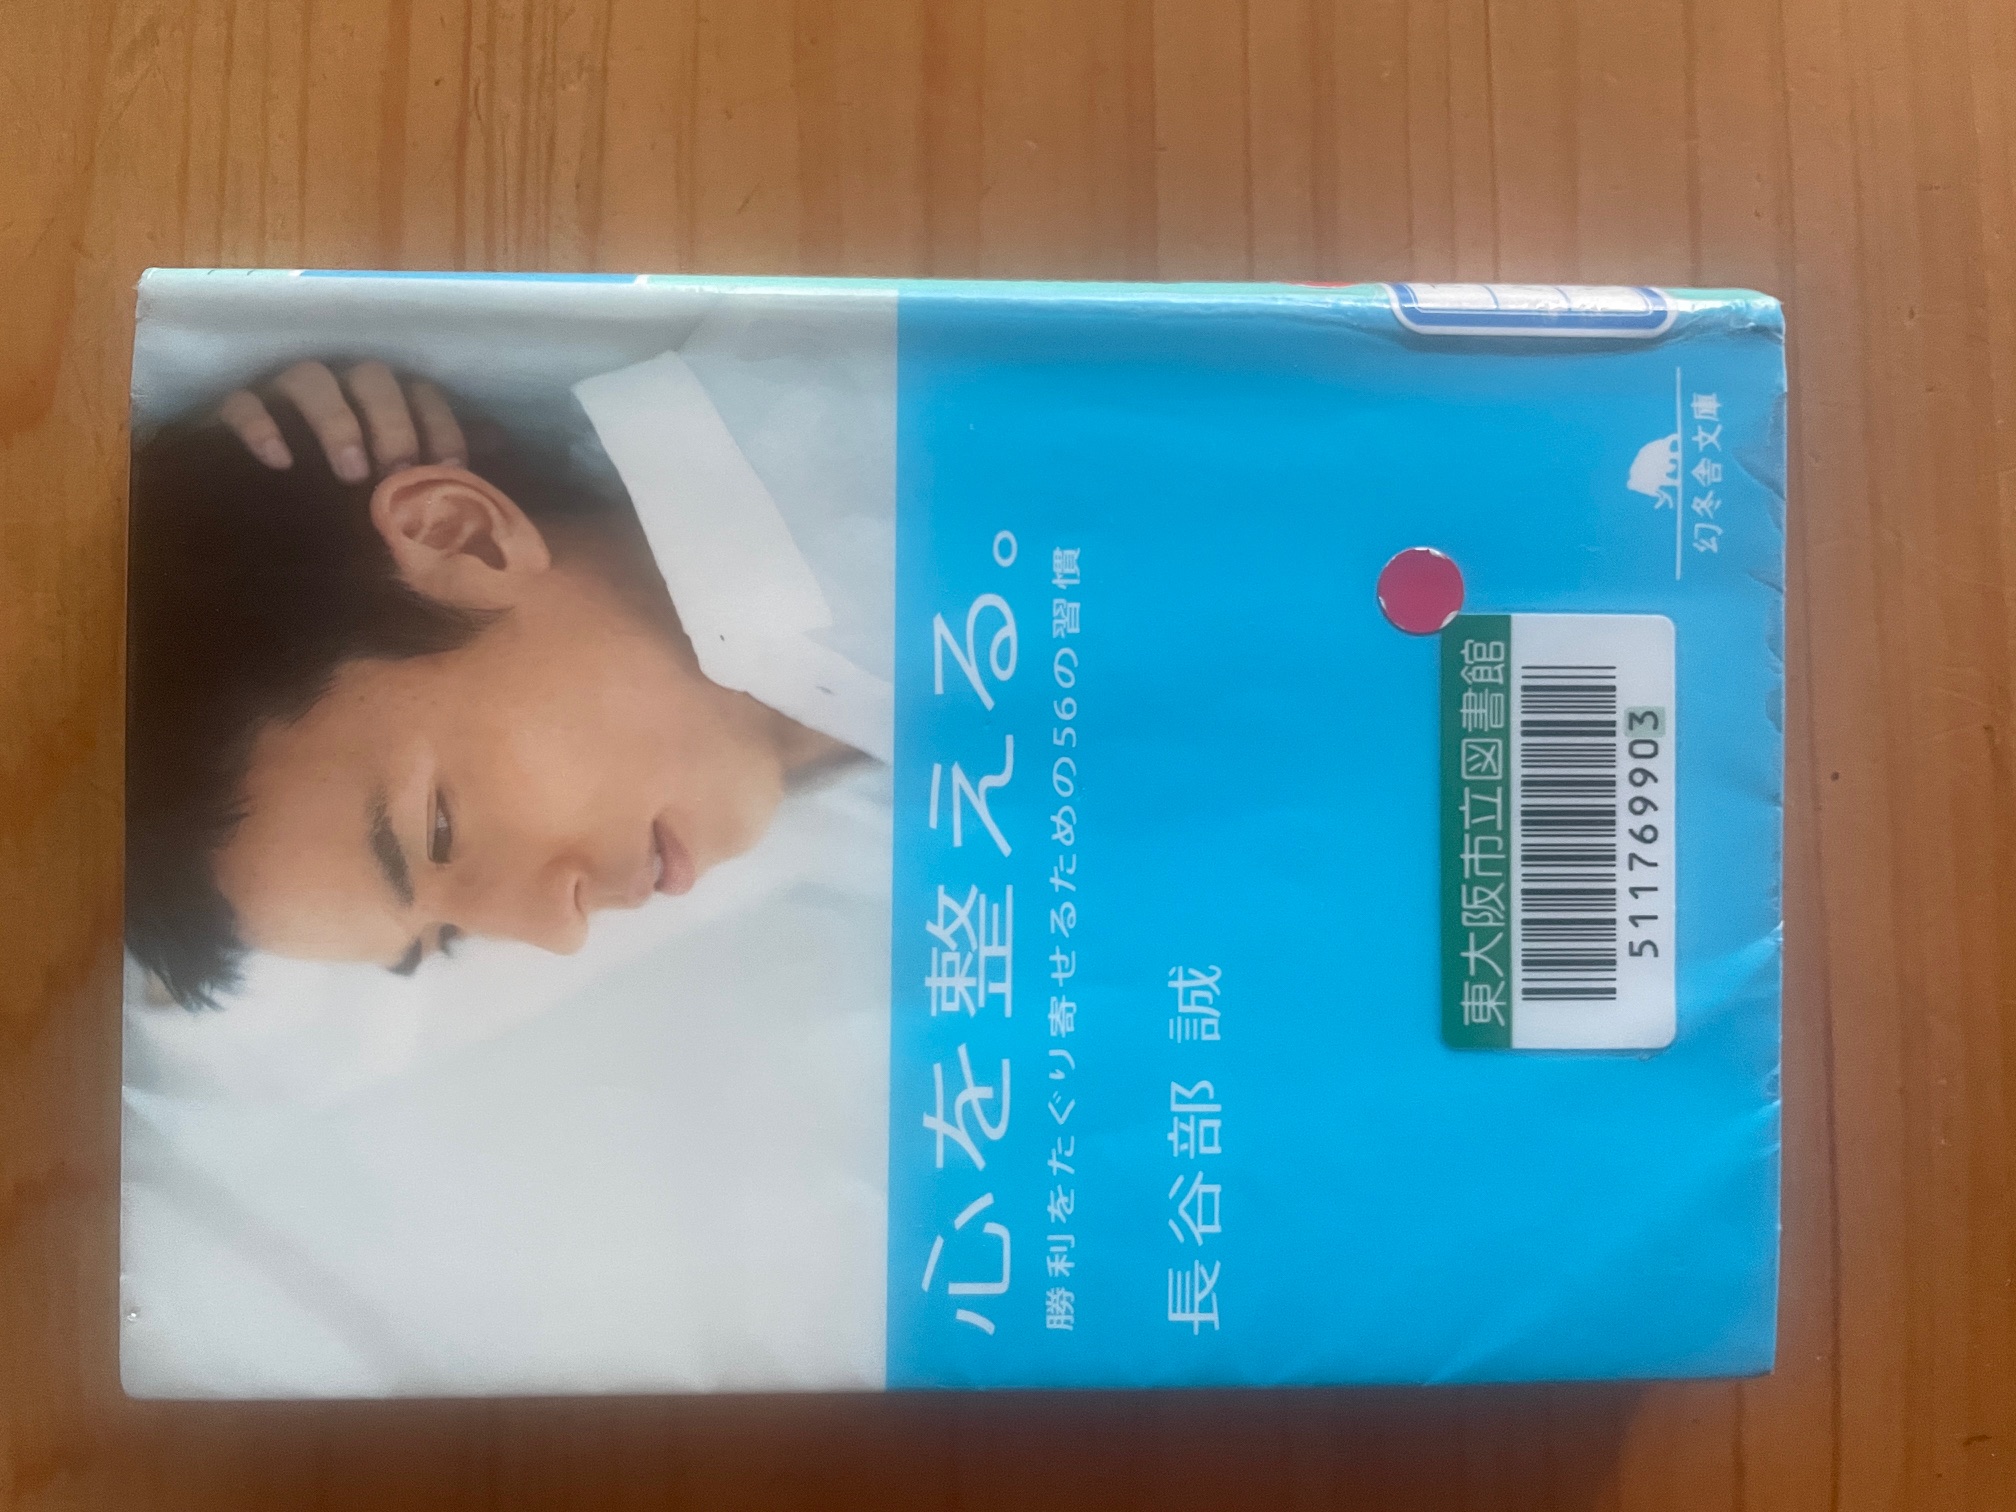 心を整える。
勝利をたぐり寄せるための56の習慣
長谷部 誠
東大阪市立図書館
5117699903
幻冬舎文庫